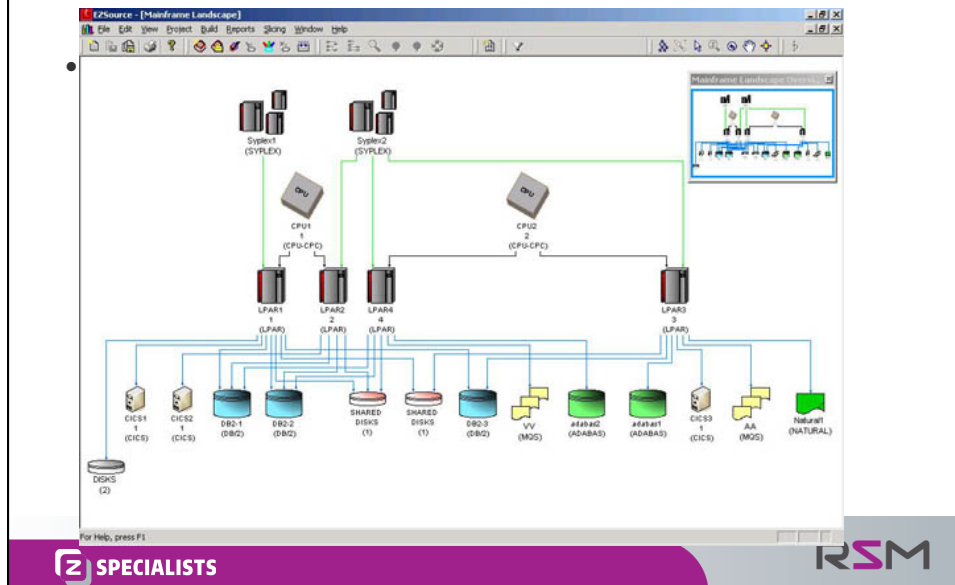 EZSource - [Mainframe Landscape]
File Edit View Project Build Reports Slicing Window Help
Mainframe Landscape
Syplex1
(SYPLEX)
Syplex2
(SYPLEX)
CPU
CPU1
1
(CPU-CPC)
CPU
CPU2
2
(CPU-CPC)
LPAR1
1
(LPAR)
LPAR2
2
(LPAR)
LPAR4
4
(LPAR)
LPAR3
3
(LPAR)
CICS1
1
(CICS)
CICS2
1
(CICS)
DB2-1
(DB/2)
DB2-2
(DB/2)
SHARED
DISKS
(1)
SHARED
DISKS
(1)
DB2-3
(DB/2)
VV
(MQS)
adabas2
(ADABAS)
adabas1
(ADABAS)
CICS3
1
(CICS)
AA
(MQS)
Natural1
(NATURAL)
DISKS
(2)
For Help, press F1
Z SPECIALISTS
RSM